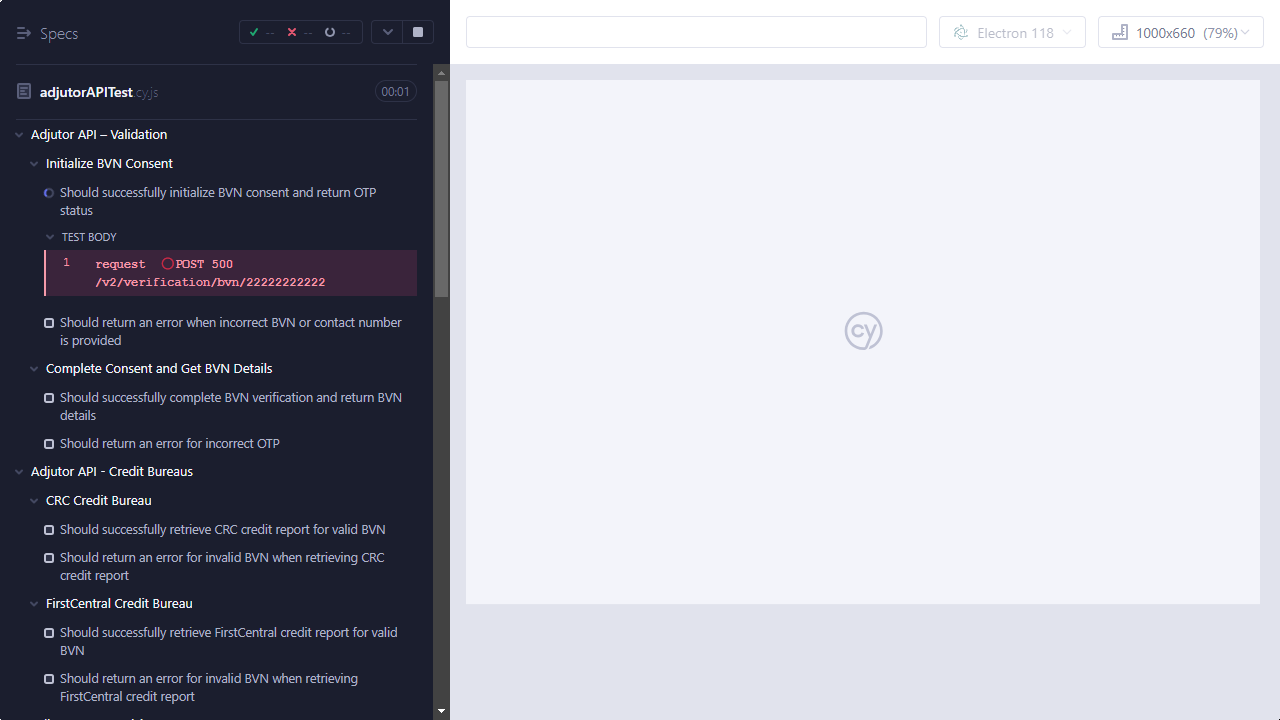 Specs
--
--
--
Electron 118
1000x660 (79%)
adjutorAPITest.cy.js
00:01
Adjutor API – Validation
Initialize BVN Consent
Should successfully initialize BVN consent and return OTP
status
TEST BODY
1 request POST 500
/v2/verification/bvn/22222222222
Should return an error when incorrect BVN or contact number
is provided
Complete Consent and Get BVN Details
Should successfully complete BVN verification and return BVN
details
Should return an error for incorrect OTP
Adjutor API - Credit Bureaus
CRC Credit Bureau
Should successfully retrieve CRC credit report for valid BVN
Should return an error for invalid BVN when retrieving CRC
credit report
FirstCentral Credit Bureau
Should successfully retrieve FirstCentral credit report for valid
BVN
Should return an error for invalid BVN when retrieving
FirstCentral credit report
cy